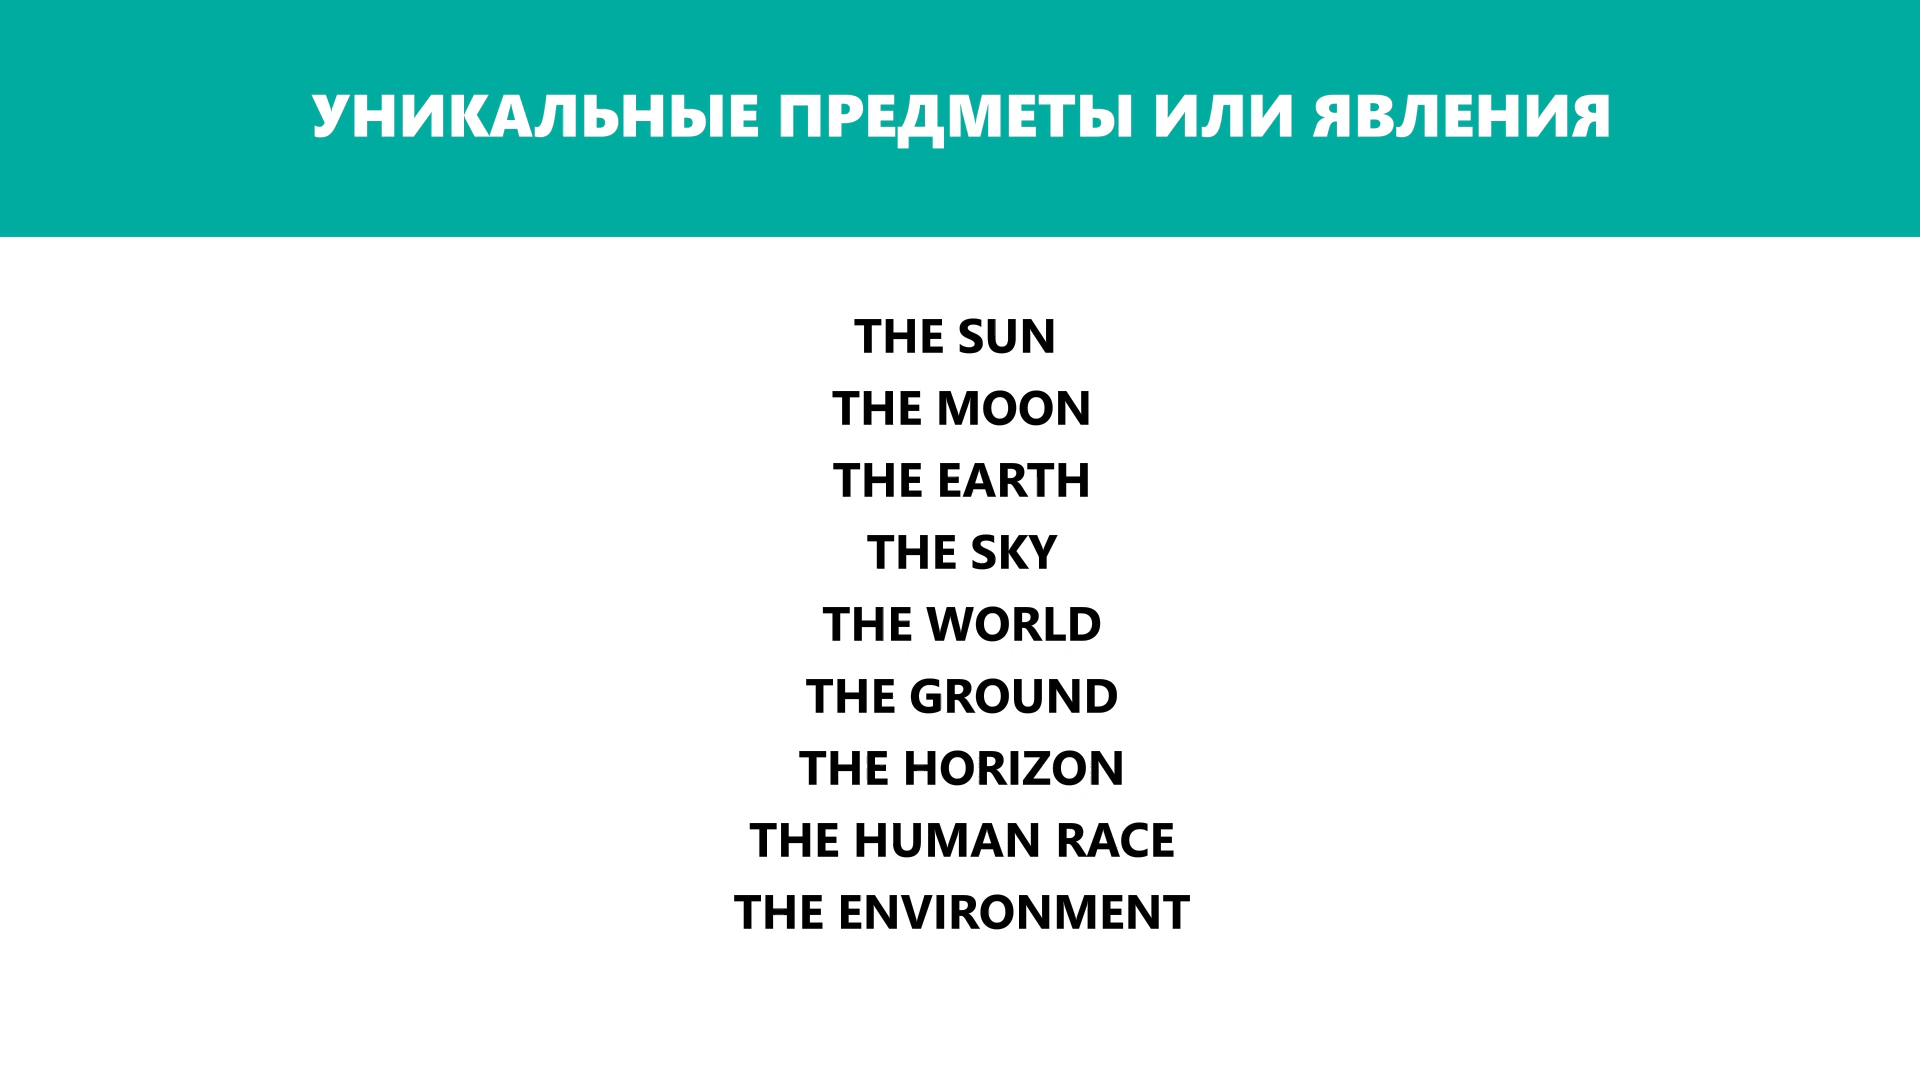 УНИКАЛЬНЫЕ ПРЕДМЕТЫ ИЛИ ЯВЛЕНИЯ
THE SUN
THE MOON
THE EARTH
THE SKY
THE WORLD
THE GROUND
THE HORIZON
THE HUMAN RACE
THE ENVIRONMENT